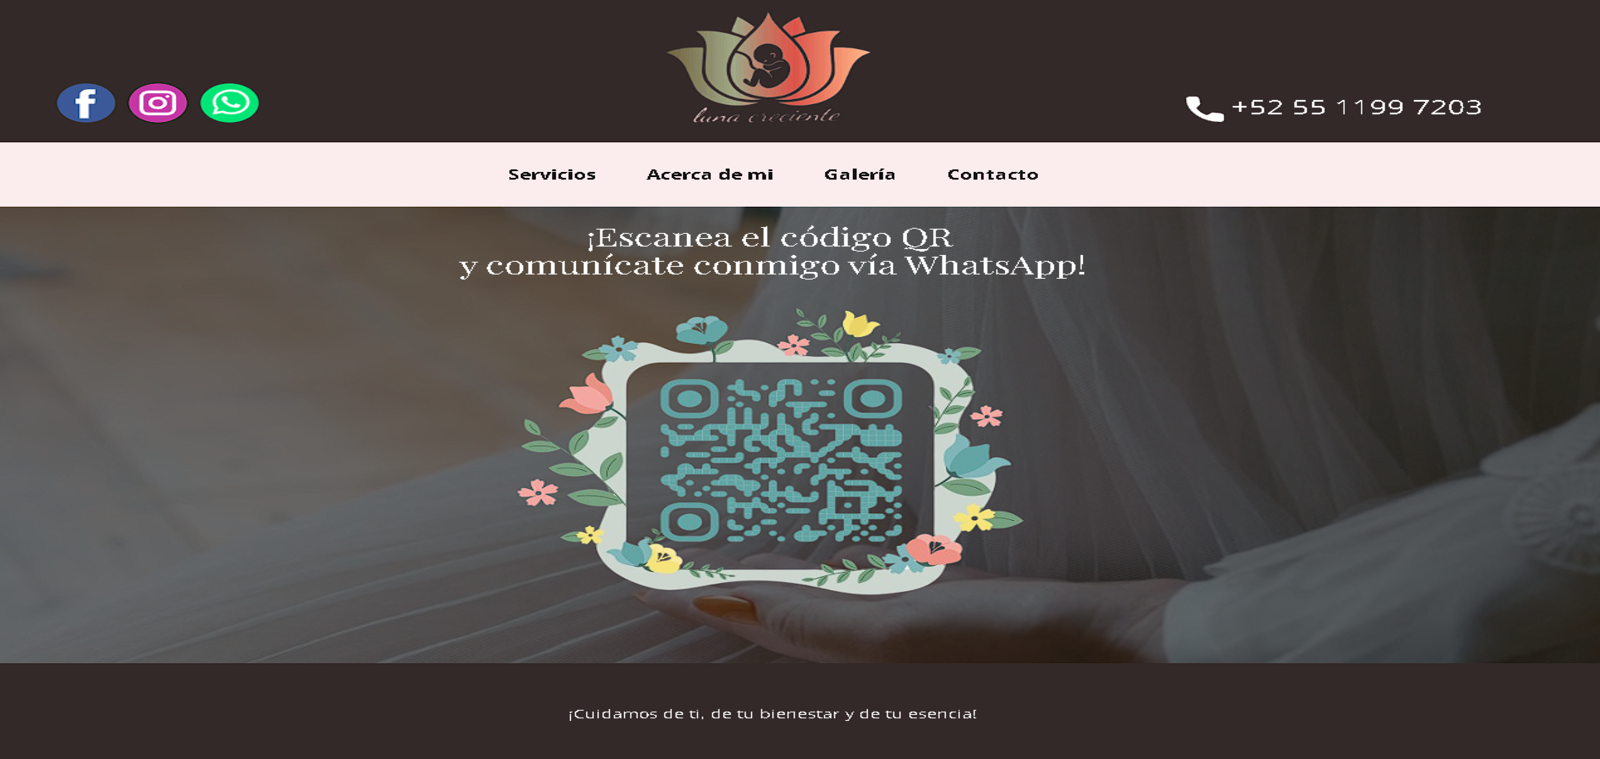 luna creciente
+52 55 1199 7203
Servicios Acerca de mi Galería Contacto
¡Escanea el código QR
y comunícate conmigo vía WhatsApp!
¡Cuidamos de ti, de tu bienestar y de tu esencia!